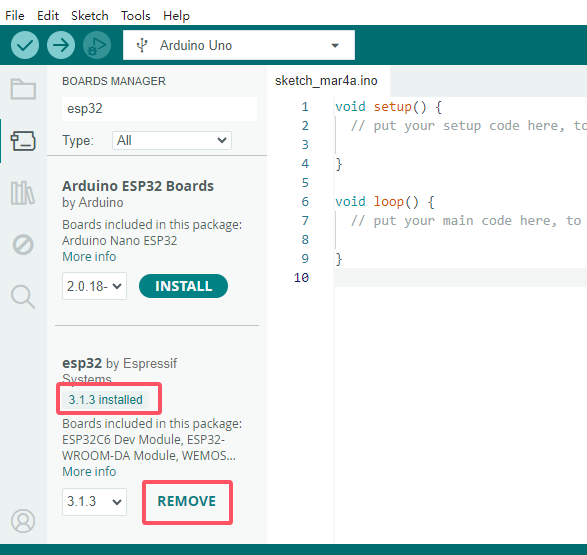 File Edit Sketch Tools Help
Arduino Uno
BOARDS MANAGER
esp32
Type: All
Arduino ESP32 Boards
by Arduino
Boards included in this package:
Arduino Nano ESP32
More info
2.0.18- INSTALL
esp32 by Espressif
Systems
3.1.3 installed
Boards included in this package:
ESP32C6 Dev Module, ESP32-
WROOM-DA Module, WEMOS...
More info
3.1.3 REMOVE
sketch_mar4a.ino
1 void setup() {
2 // put your setup code here, to
3
4 }
5
6 void loop() {
7 // put your main code here, to
8
9 }
10